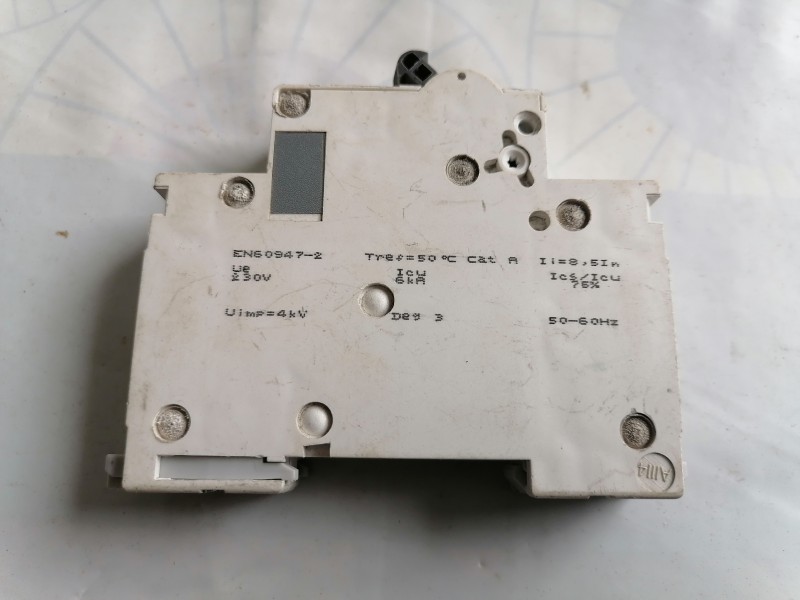 EN60947-2 Tref=50°C Cat A Ii=8,5In
Ue Icu Ics/Icu
230V 6kA 75%
Uimp=4kV Deg 3 50-60Hz
A1114